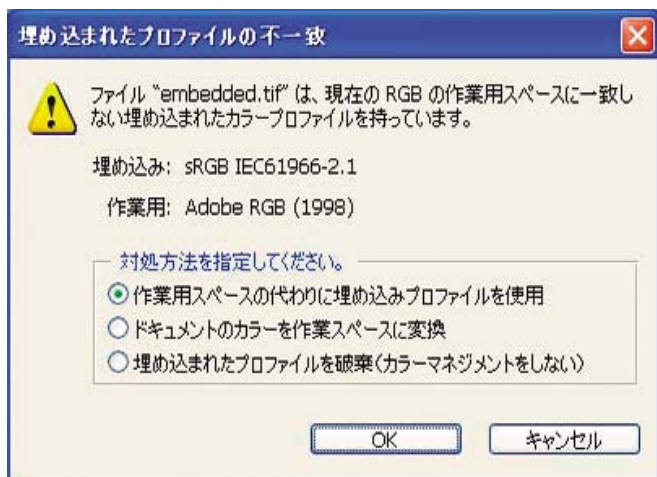 埋め込まれたプロファイルの不一致
ファイル "embedded.tif" は、現在の RGB の作業用スペースに一致し
ない埋め込まれたカラープロファイルを持っています。
埋め込み: sRGB IEC61966-2.1
作業用: Adobe RGB (1998)
対処方法を指定してください。
作業用スペースの代わりに埋め込みプロファイルを使用
ドキュメントのカラーを作業スペースに変換
埋め込まれたプロファイルを破棄(カラーマネジメントをしない)
OK
キャンセル